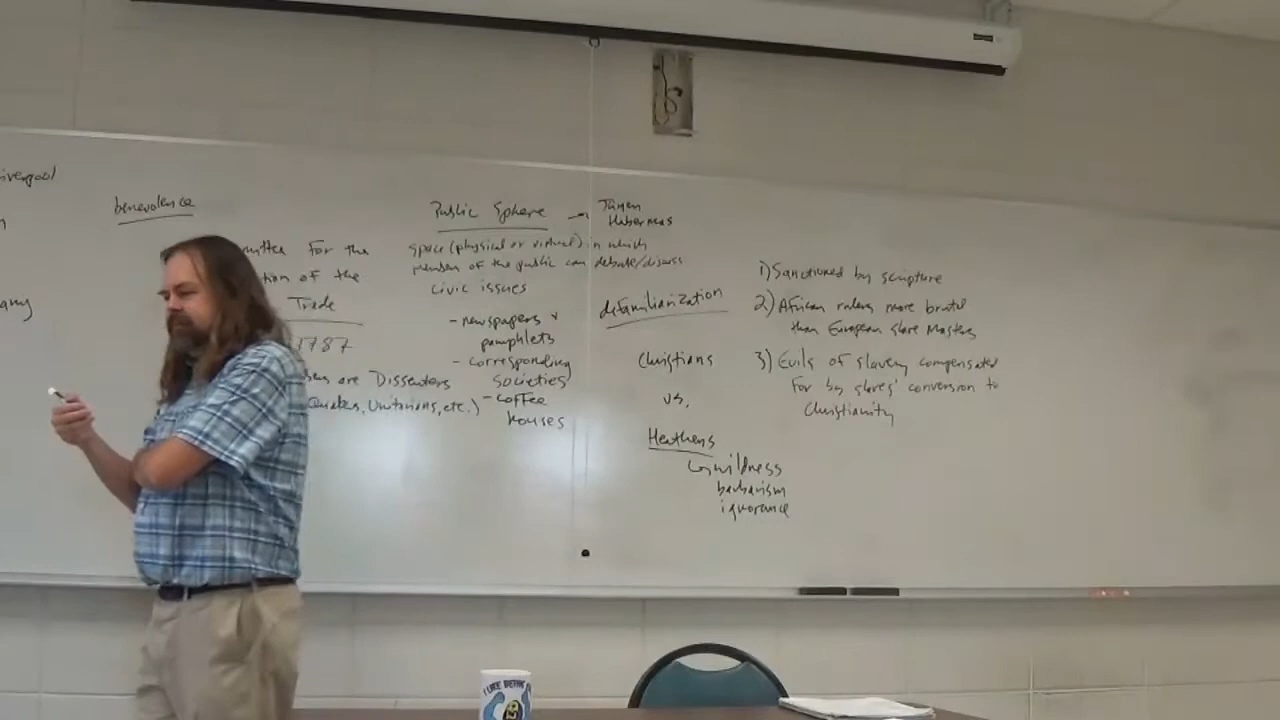 iverpool
n
any
benevolence
mittee for the
tion of the
Trade
1787
bers are Dissenters
(Quakers, Unitarians, etc.)
Public Sphere → Jürgen
Habermas
space (physical or virtual) in which
member of the public can debate/discuss
civic issues
- newspapers &
pamphlets
- corresponding
societies
- coffee
houses
defamiliarization
Christians
vs.
Heathens
↳ wildness
barbarism
ignorance
1) Sanctioned by scripture
2) African rulers more brutal
than European slave masters
3) Evils of slavery compensated
for by slaves' conversion to
Christianity
I LIKE BEING